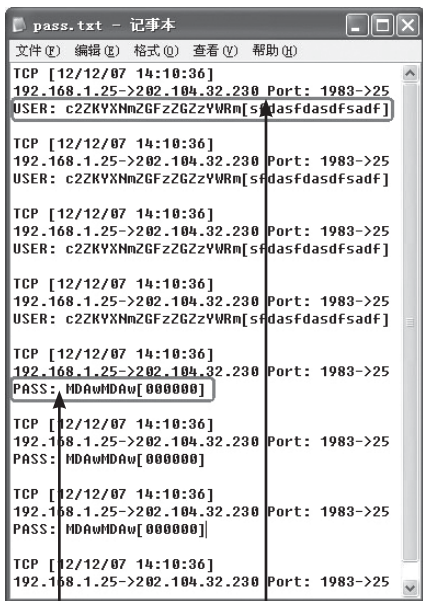 pass.txt - 记事本
文件(F) 编辑(E) 格式(O) 查看(V) 帮助(H)
TCP [12/12/07 14:10:36]
192.168.1.25->202.104.32.230 Port: 1983->25
USER: c2ZKYXNmZGFzZGZzYWRm[sfdasfdasdfsadf]
TCP [12/12/07 14:10:36]
192.168.1.25->202.104.32.230 Port: 1983->25
USER: c2ZKYXNmZGFzZGZzYWRm[sfdasfdasdfsadf]
TCP [12/12/07 14:10:36]
192.168.1.25->202.104.32.230 Port: 1983->25
USER: c2ZKYXNmZGFzZGZzYWRm[sfdasfdasdfsadf]
TCP [12/12/07 14:10:36]
192.168.1.25->202.104.32.230 Port: 1983->25
USER: c2ZKYXNmZGFzZGZzYWRm[sfdasfdasdfsadf]
TCP [12/12/07 14:10:36]
192.168.1.25->202.104.32.230 Port: 1983->25
PASS: MDAwMDAw[000000]
TCP [12/12/07 14:10:36]
192.168.1.25->202.104.32.230 Port: 1983->25
PASS: MDAwMDAw[000000]
TCP [12/12/07 14:10:36]
192.168.1.25->202.104.32.230 Port: 1983->25
PASS: MDAwMDAw[000000]
TCP [12/12/07 14:10:36]
192.168.1.25->202.104.32.230 Port: 1983->25